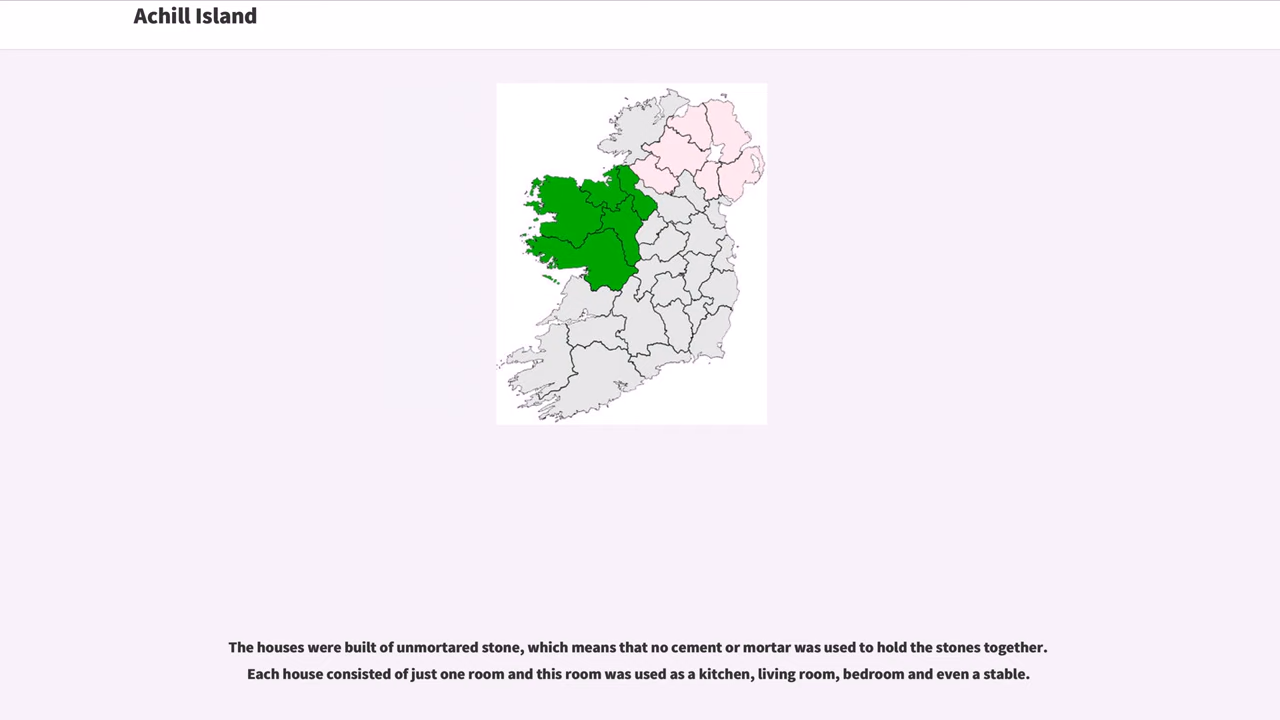 Achill Island
The houses were built of unmortared stone, which means that no cement or mortar was used to hold the stones together.
Each house consisted of just one room and this room was used as a kitchen, living room, bedroom and even a stable.